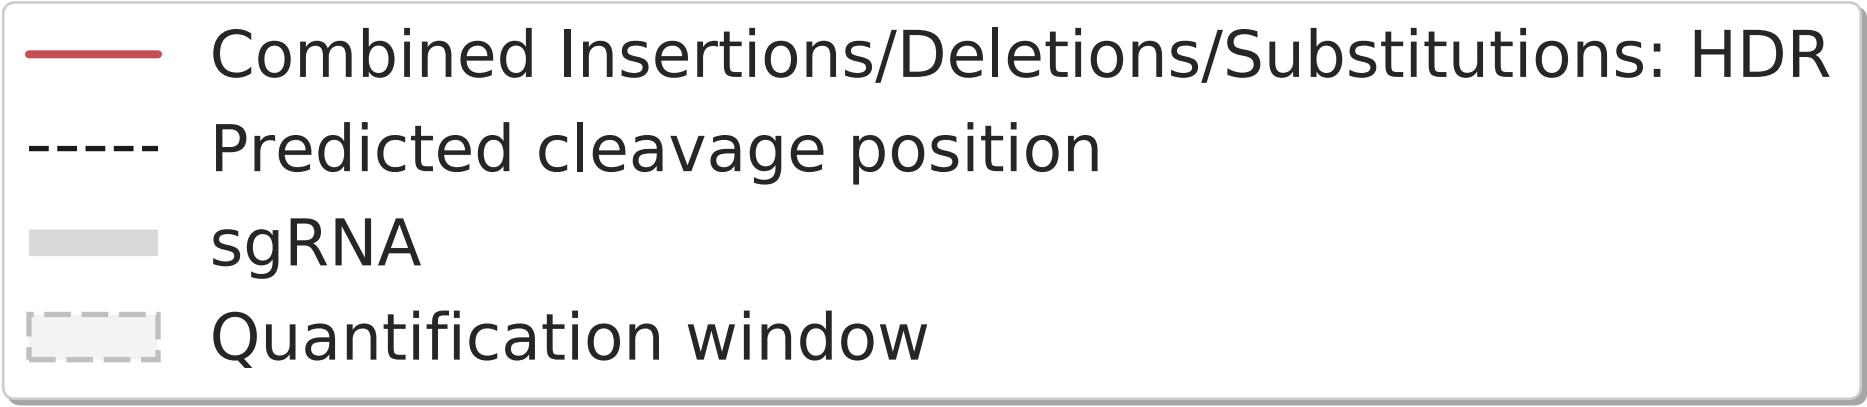 Combined Insertions/Deletions/Substitutions: HDR
Predicted cleavage position
sgRNA
Quantification window